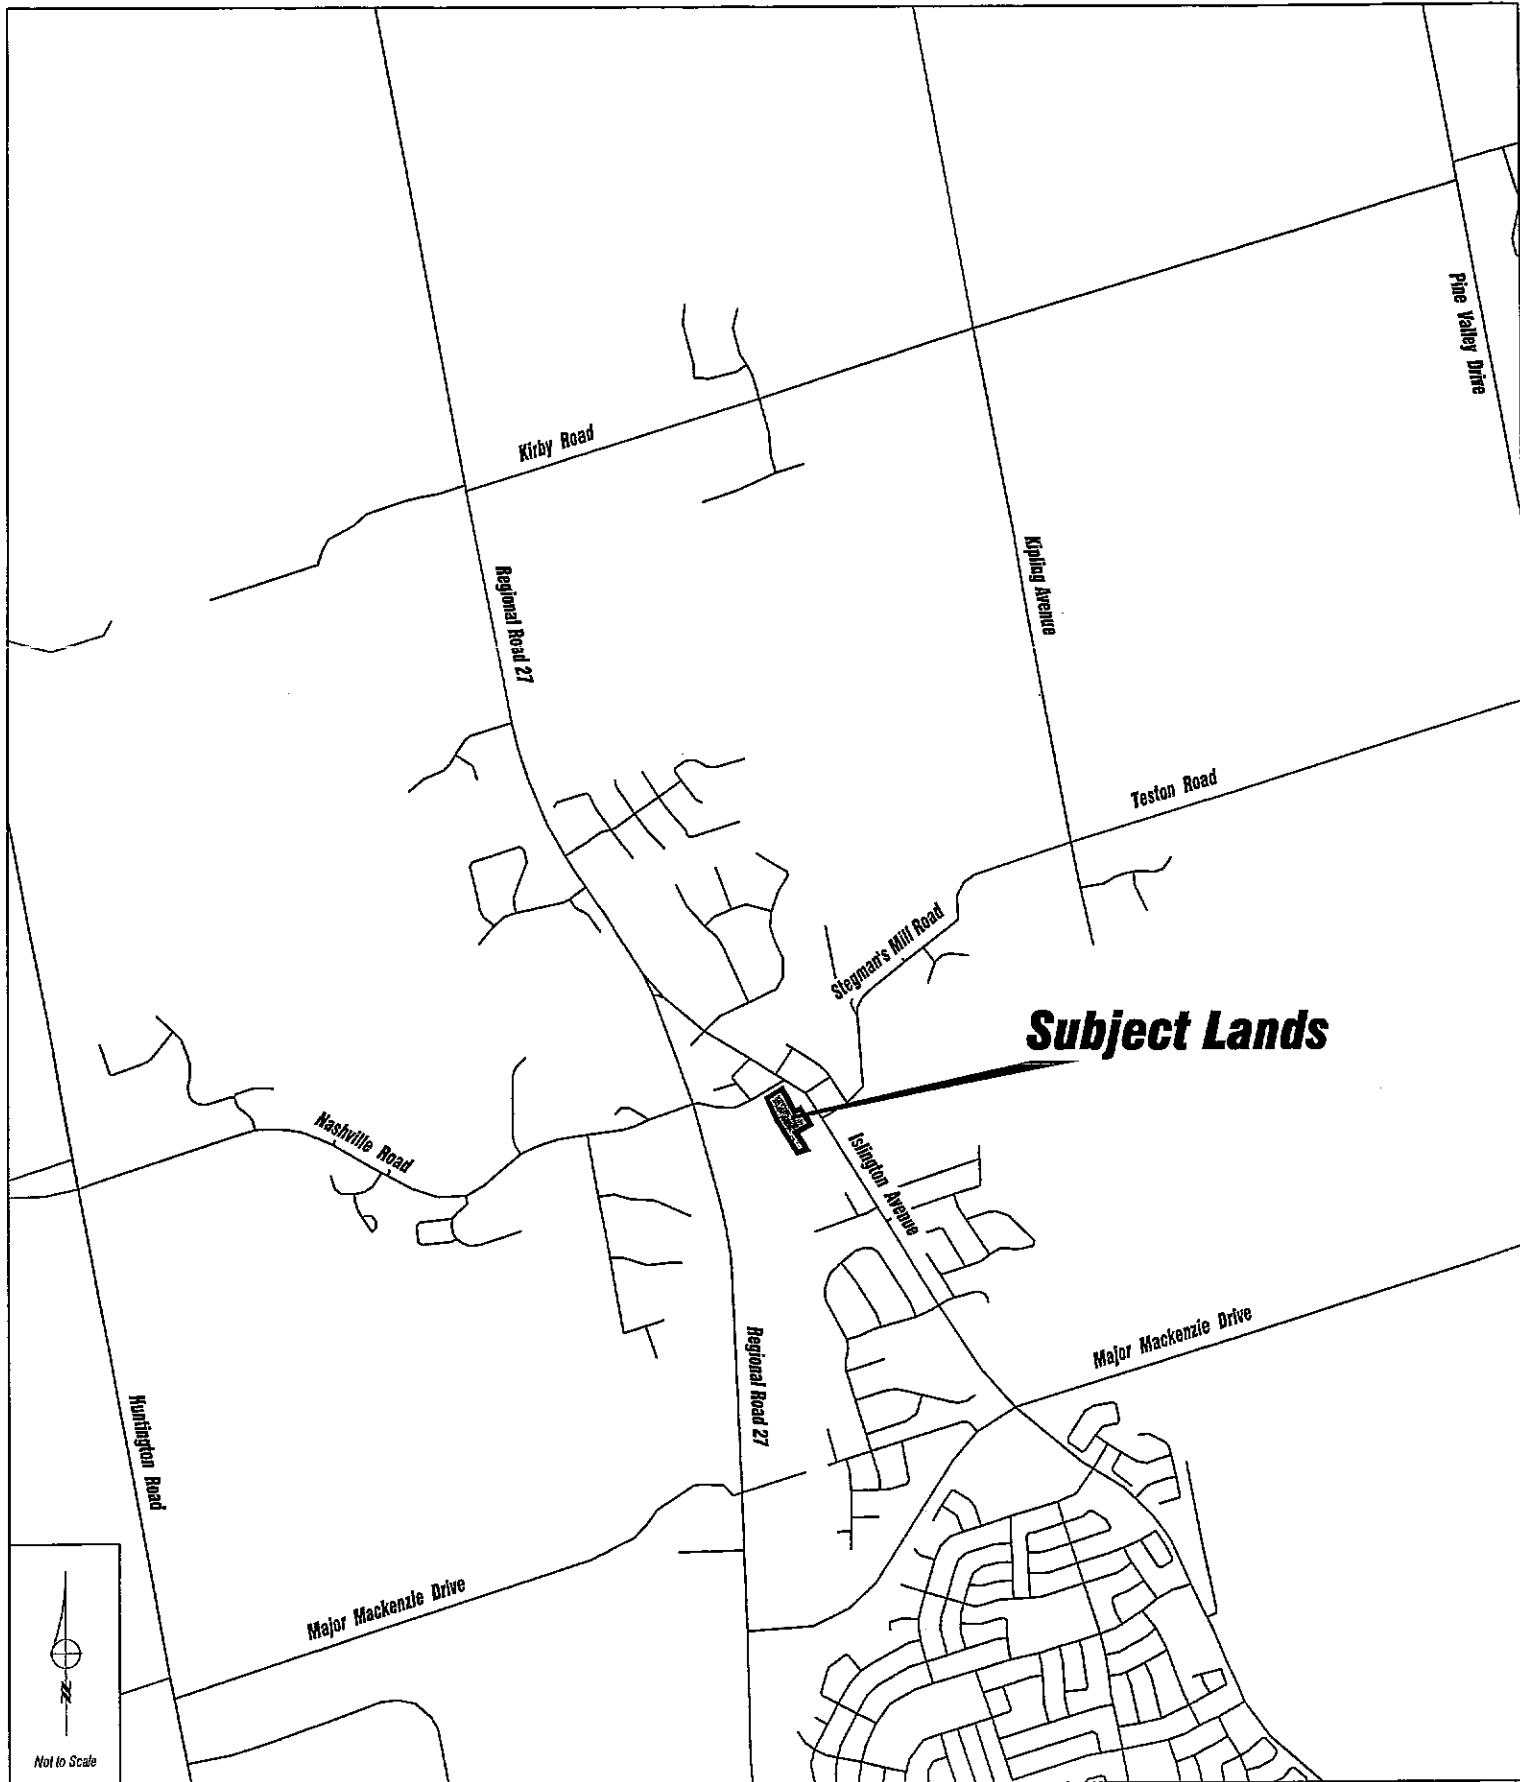 Pine Valley Drive
Kirby Road
Kipling Avenue
Regional Road 27
Teston Road
Stegman's Mill Road
Subject Lands
Nashville Road
Islington Avenue
Major Mackenzie Drive
Regional Road 27
Huntington Road
Major Mackenzie Drive
N
Not to Scale